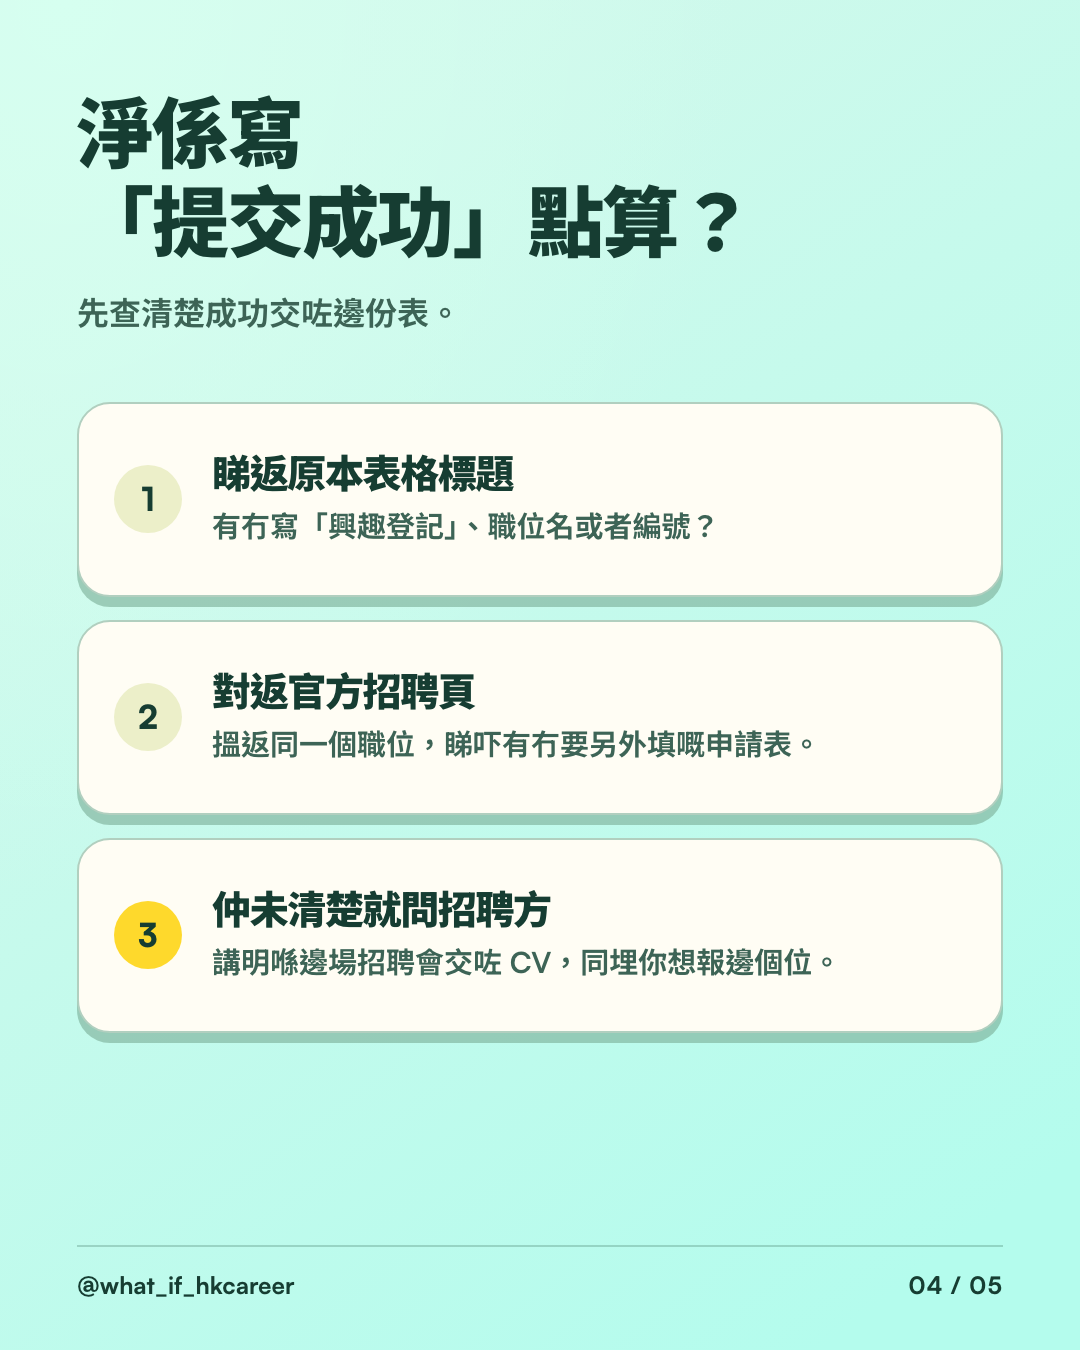 淨係寫
「提交成功」點算？
先查清楚成功交咗邊份表。
1
睇返原本表格標題
有冇寫「興趣登記」、職位名或者編號？
2
對返官方招聘頁
搵返同一個職位，睇吓有冇要另外填嘅申請表。
3
仲未清楚就問招聘方
講明喺邊場招聘會交咗 CV，同埋你想報邊個位。
@what_if_hkcareer
04 / 05